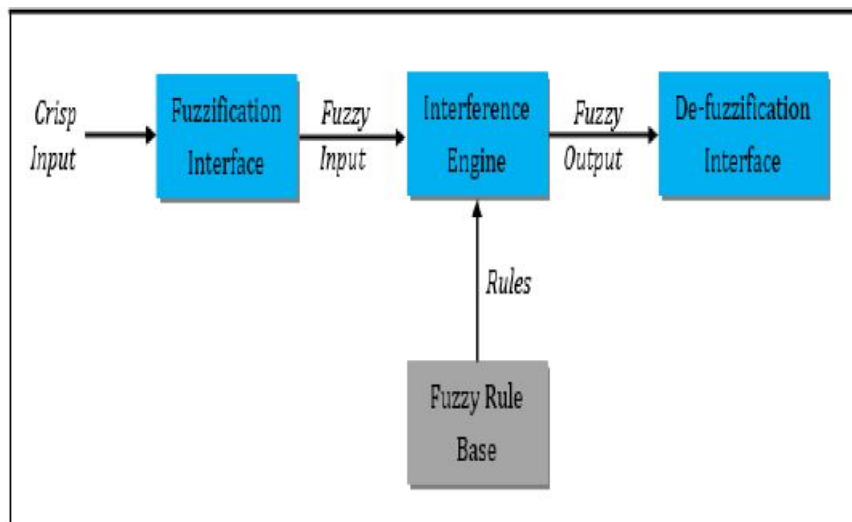 Crisp
Input
Fuzzification
Interface
Fuzzy
Input
Interference
Engine
Fuzzy
Output
De-fuzzification
Interface
Rules
Fuzzy Rule
Base